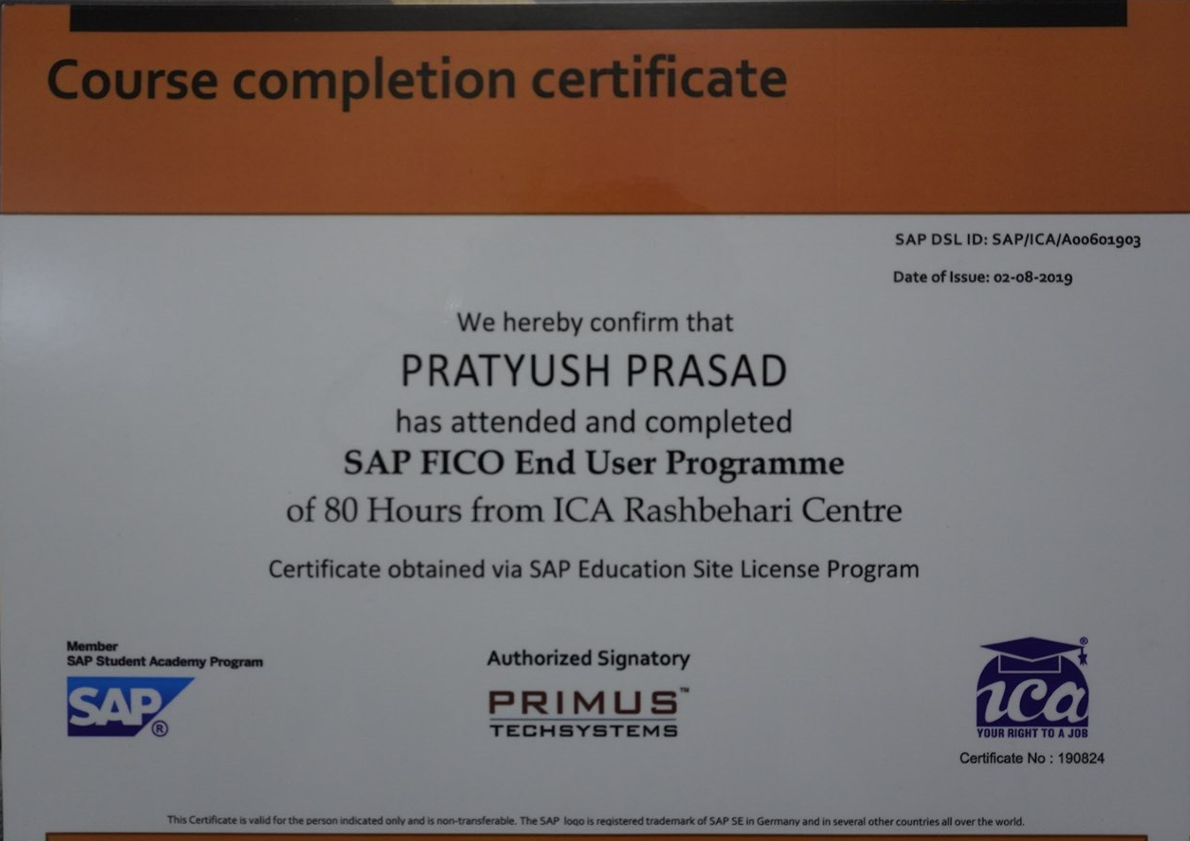 Course completion certificate
SAP DSL ID: SAP/ICA/A00601903
Date of Issue: 02-08-2019
We hereby confirm that
PRATYUSH PRASAD
has attended and completed
SAP FICO End User Programme
of 80 Hours from ICA Rashbehari Centre
Certificate obtained via SAP Education Site License Program
Member
SAP Student Academy Program
SAP®
Authorized Signatory
PRIMUS™
TECHSYSTEMS
ica®
YOUR RIGHT TO A JOB
Certificate No : 190824
This Certificate is valid for the person indicated only and is non-transferable. The SAP logo is registered trademark of SAP SE in Germany and in several other countries all over the world.